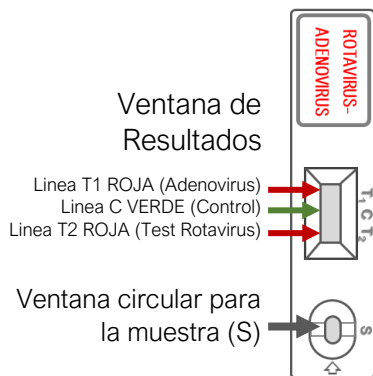 ROTAVIRUS-
ADENOVIRUS
Ventana de
Resultados
Linea T1 ROJA (Adenovirus)
Linea C VERDE (Control)
Linea T2 ROJA (Test Rotavirus)
T₁ C T₂
Ventana circular para
la muestra (S)
S